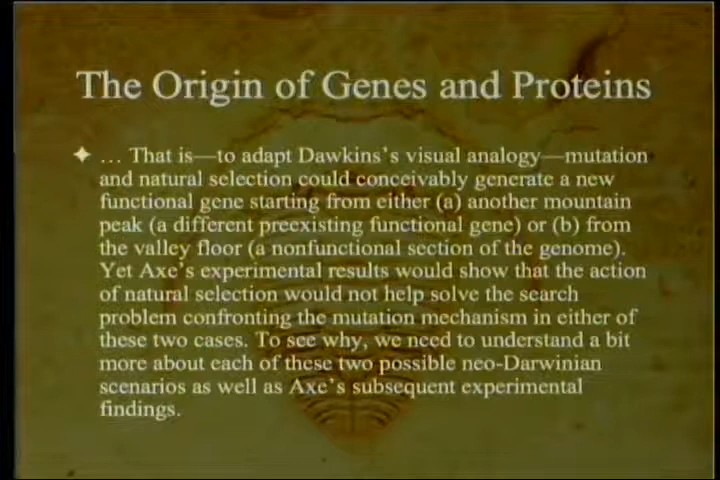 The Origin of Genes and Proteins
… That is—to adapt Dawkins’s visual analogy—mutation
and natural selection could conceivably generate a new
functional gene starting from either (a) another mountain
peak (a different preexisting functional gene) or (b) from
the valley floor (a nonfunctional section of the genome).
Yet Axe’s experimental results would show that the action
of natural selection would not help solve the search
problem confronting the mutation mechanism in either of
these two cases. To see why, we need to understand a bit
more about each of these two possible neo-Darwinian
scenarios as well as Axe’s subsequent experimental
findings.